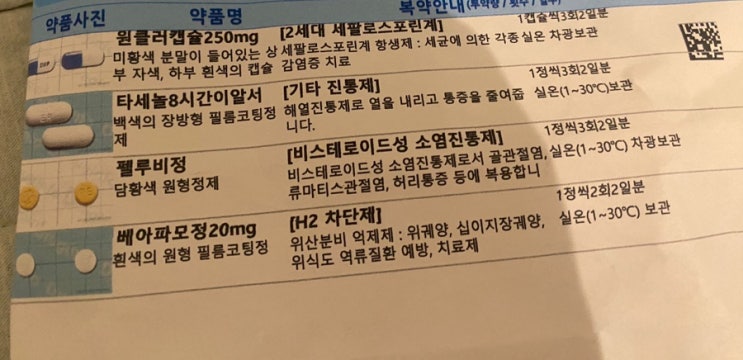 약품사진 약품명 복약안내(투약량 / 횟수 / 일수)
원클러캡슐250mg [2세대 세팔로스포린계] 1캡슐씩3회2일분
미황색 분말이 들어있는 상 세팔로스포린계 항생제 : 세균에 의한 각종 실온 차광보관
부 자색, 하부 흰색의 캡슐 감염증 치료
타세놀8시간이알서 [기타 진통제] 1정씩3회2일분
백색의 장방형 필름코팅정 해열진통제로 열을 내리고 통증을 줄여줍 실온(1~30℃)보관
제 니다.
펠루비정 [비스테로이드성 소염진통제] 1정씩3회2일분
담황색 원형정제 비스테로이드성 소염진통제로서 골관절염, 실온(1~30℃) 차광보관
류마티스관절염, 허리통증 등에 복용합니
베아파모정20mg [H2 차단제] 1정씩2회2일분
흰색의 원형 필름코팅정 위산분비 억제제 : 위궤양, 십이지장궤양, 실온(1~30℃) 보관
위식도 역류질환 예방, 치료제